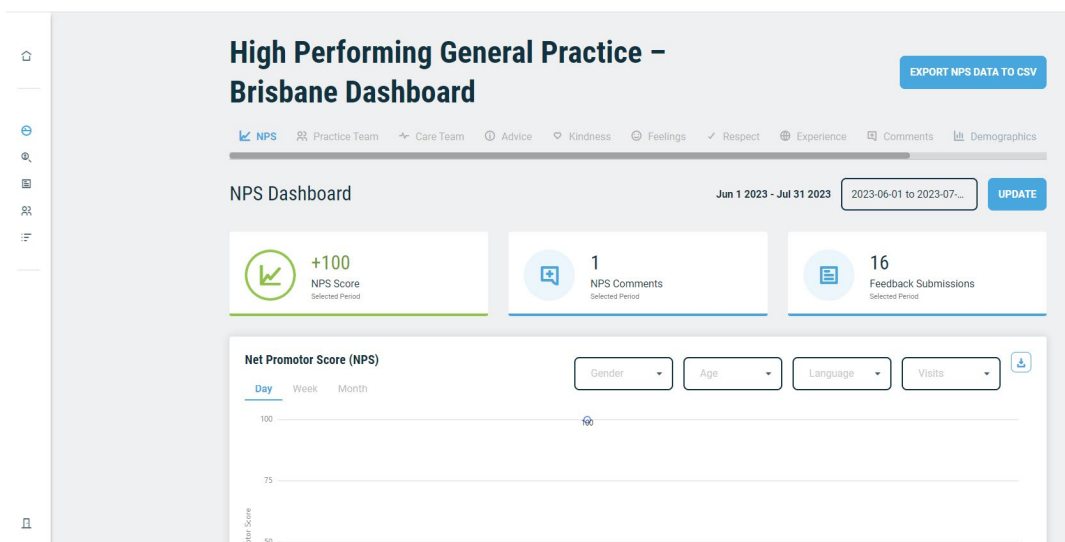 High Performing General Practice –
Brisbane Dashboard
EXPORT NPS DATA TO CSV
NPS Practice Team Care Team Advice Kindness Feelings Respect Experience Comments Demographics
NPS Dashboard
Jun 1 2023 - Jul 31 2023 2023-06-01 to 2023-07-... UPDATE
+100
NPS Score
Selected Period
1
NPS Comments
Selected Period
16
Feedback Submissions
Selected Period
Net Promotor Score (NPS)
Gender Age Language Visits
Day Week Month
100
100
75
50
otor Score